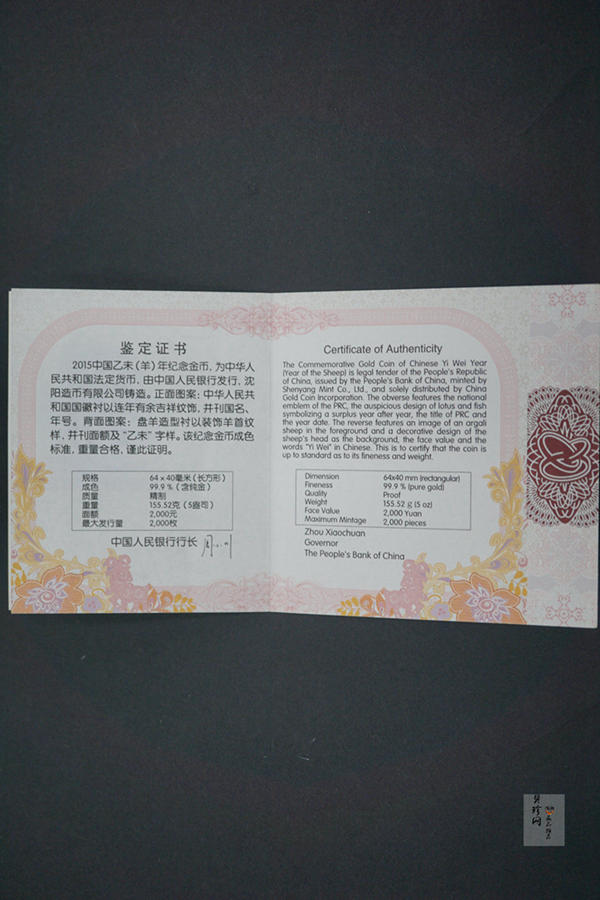 鉴定证书
2015中国乙未（羊）年纪念金币，为中华人
民共和国法定货币，由中国人民银行发行，沈
阳造币有限公司铸造。正面图案：中华人民共
和国国徽衬以连年有余吉祥纹饰，并刊国名、
年号。背面图案：盘羊造型衬以装饰羊首纹
样，并刊面额及“乙未”字样。该纪念金币成色
标准，重量合格，谨此证明。
规格 64×40毫米（长方形）
成色 99.9%（含纯金）
质量 精制
重量 155.52克（5盎司）
面额 2,000元
最大发行量 2,000枚
中国人民银行行长
Certificate of Authenticity
The Commemorative Gold Coin of Chinese Yi Wei Year
(Year of the Sheep) is legal tender of the People's Republic
of China, issued by the People's Bank of China, minted by
Shenyang Mint Co., Ltd., and solely distributed by China
Gold Coin Incorporation. The obverse features the national
emblem of the PRC, the auspicious design of lotus and fish
symbolizing a surplus year after year, the title of PRC and
the year date. The reverse features an image of an argali
sheep in the foreground and a decorative design of the
sheep's head as the background, the face value and the
words "Yi Wei" in Chinese. This is to certify that the coin is
up to standard as to its fineness and weight.
Dimension 64x40 mm (rectangular)
Fineness 99.9 % (pure gold)
Quality Proof
Weight 155.52 g (5 oz)
Face Value 2,000 Yuan
Maximum Mintage 2,000 pieces
Zhou Xiaochuan
Governor
The People's Bank of China